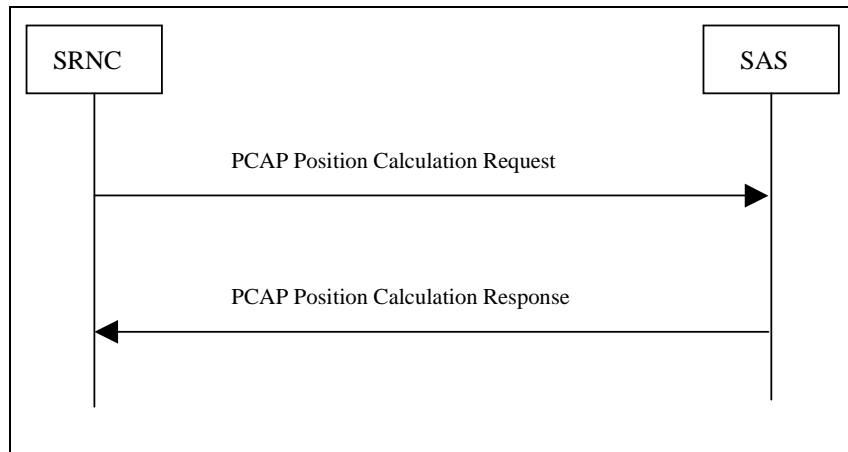 SRNC
SAS
PCAP Position Calculation Request
PCAP Position Calculation Response